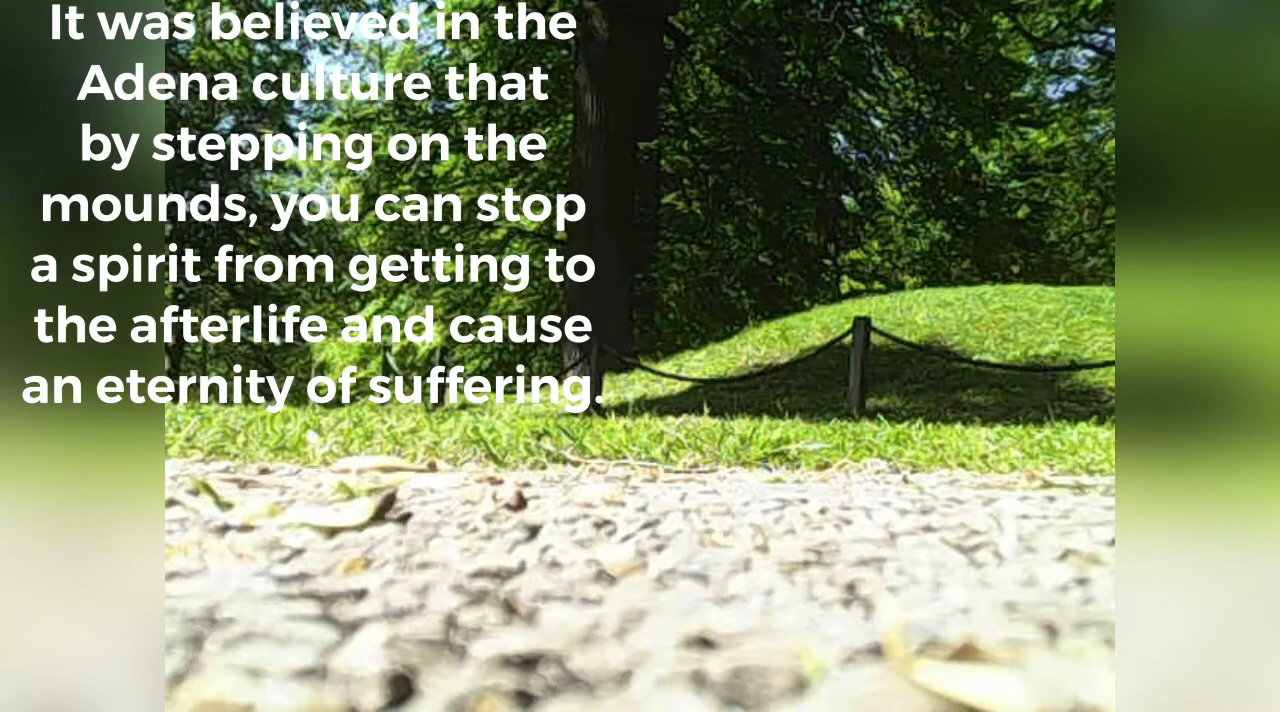 It was believed in the
Adena culture that
by stepping on the
mounds, you can stop
a spirit from getting to
the afterlife and cause
an eternity of suffering.